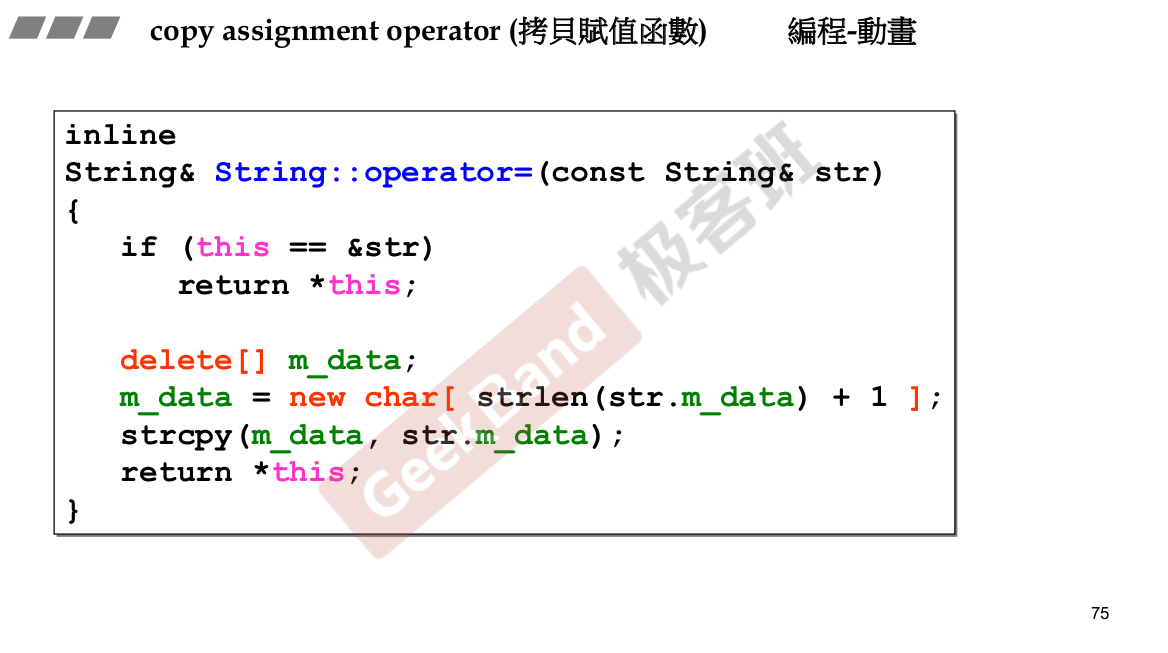 copy assignment operator (拷貝賦值函數) 編程-動畫
inline
String& String::operator=(const String& str)
{
   if (this == &str)
      return *this;
   delete[] m_data;
   m_data = new char[ strlen(str.m_data) + 1 ];
   strcpy(m_data, str.m_data);
   return *this;
}
GeekBand 极客班
75